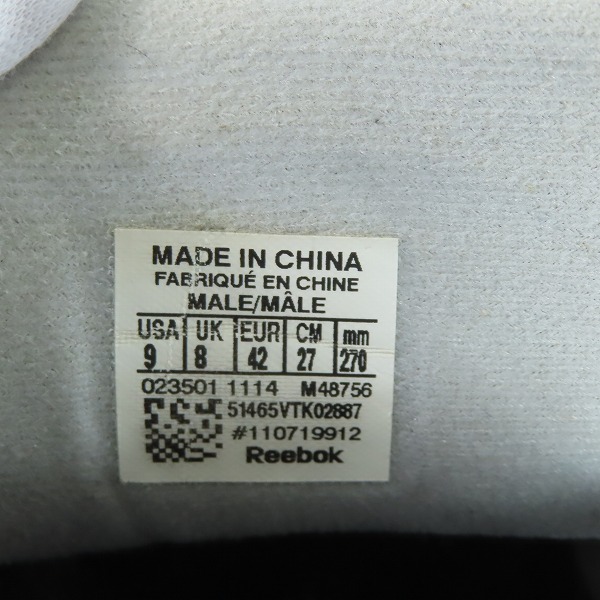 MADE IN CHINA
FABRIQUÉ EN CHINE
MALE/MÂLE
USA UK EUR CM mm
9 8 42 27 270
023501 1114 M48756
51465VTK02887
#110719912
Reebok